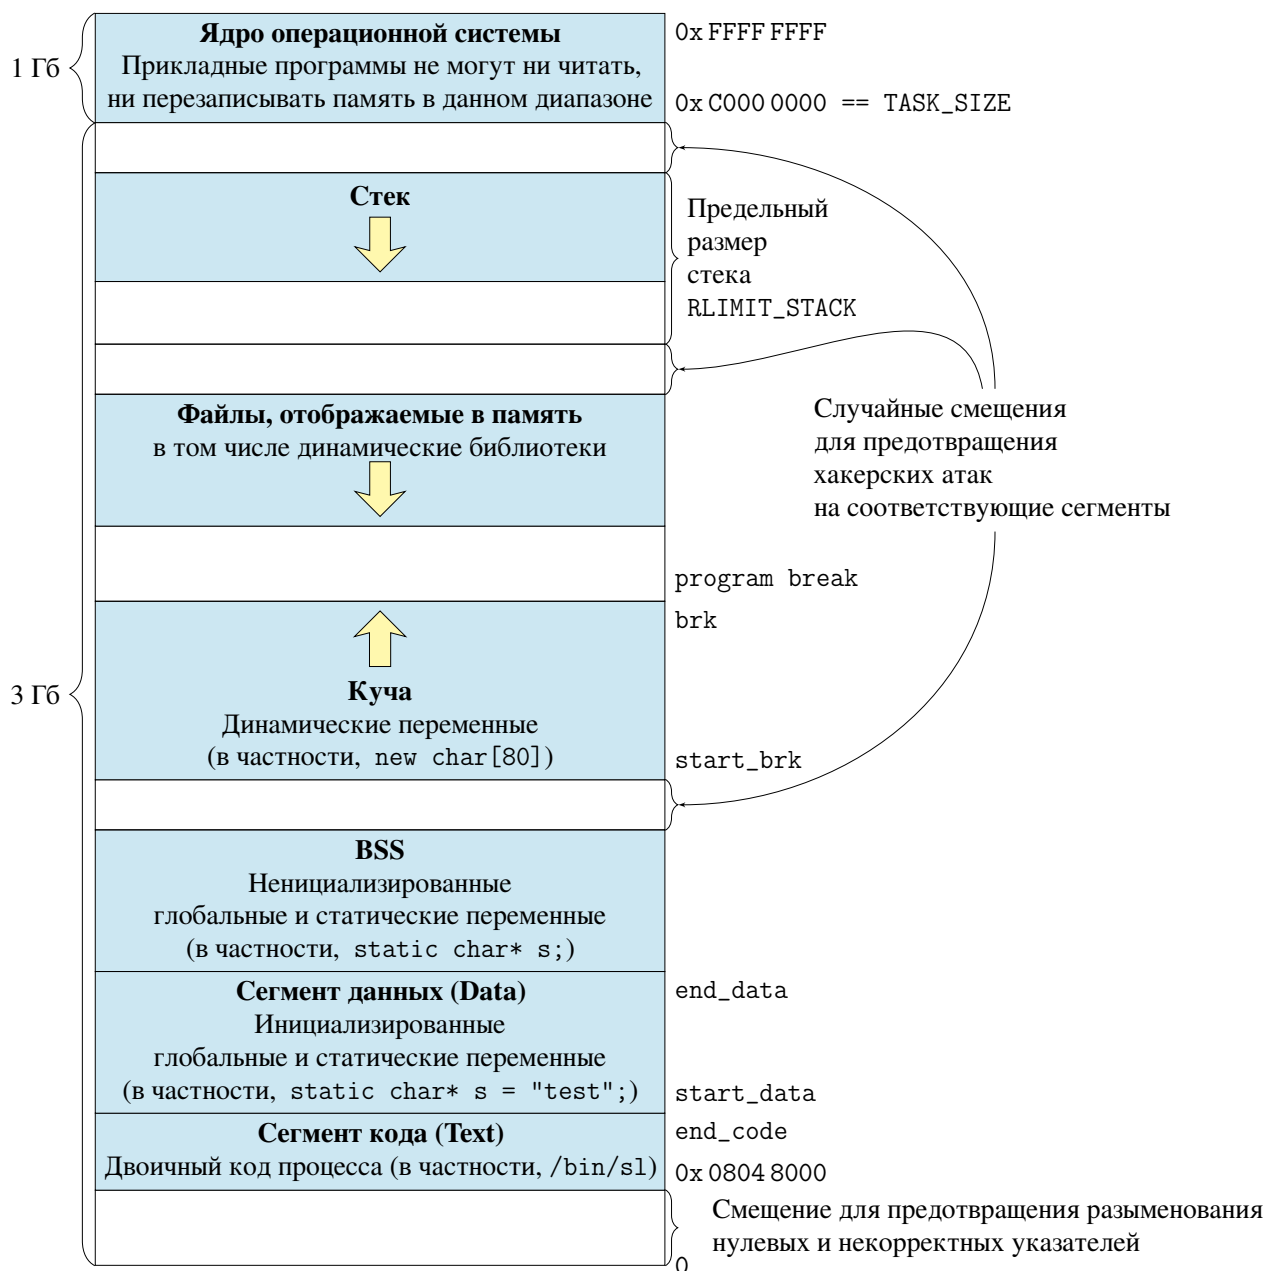 Ядро операционной системы
Прикладные программы не могут ни читать,
ни перезаписывать память в данном диапазоне
0x FFFF FFFF
0x C000 0000 == TASK_SIZE
1 Гб
Стек
Предельный
размер
стека
RLIMIT_STACK
Файлы, отображаемые в память
в том числе динамические библиотеки
Случайные смещения
для предотвращения
хакерских атак
на соответствующие сегменты
program break
brk
3 Гб
Куча
Динамические переменные
(в частности, new char[80])
start_brk
BSS
Ненициализированные
глобальные и статические переменные
(в частности, static char* s;)
Сегмент данных (Data)
Инициализированные
глобальные и статические переменные
(в частности, static char* s = "test";)
end_data
start_data
Сегмент кода (Text)
Двоичный код процесса (в частности, /bin/sl)
end_code
0x 0804 8000
Смещение для предотвращения разыменования
нулевых и некорректных указателей
0